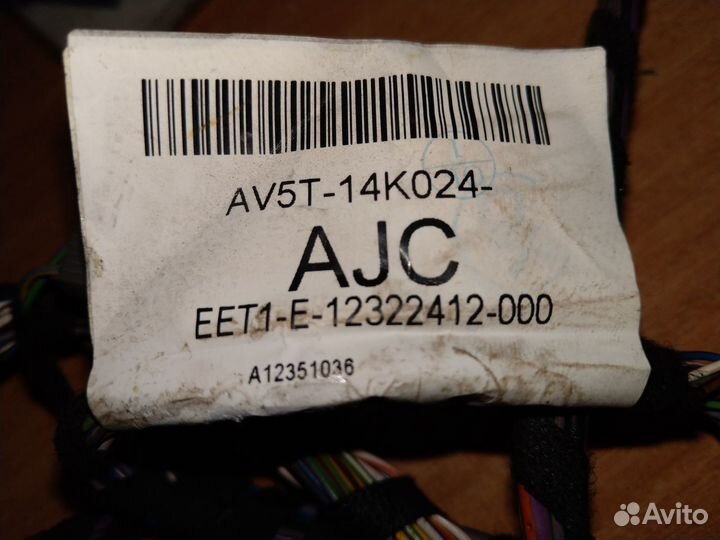 AV5T-14K024-
AJC
EET1-E-12322412-000
A12351036
Avito